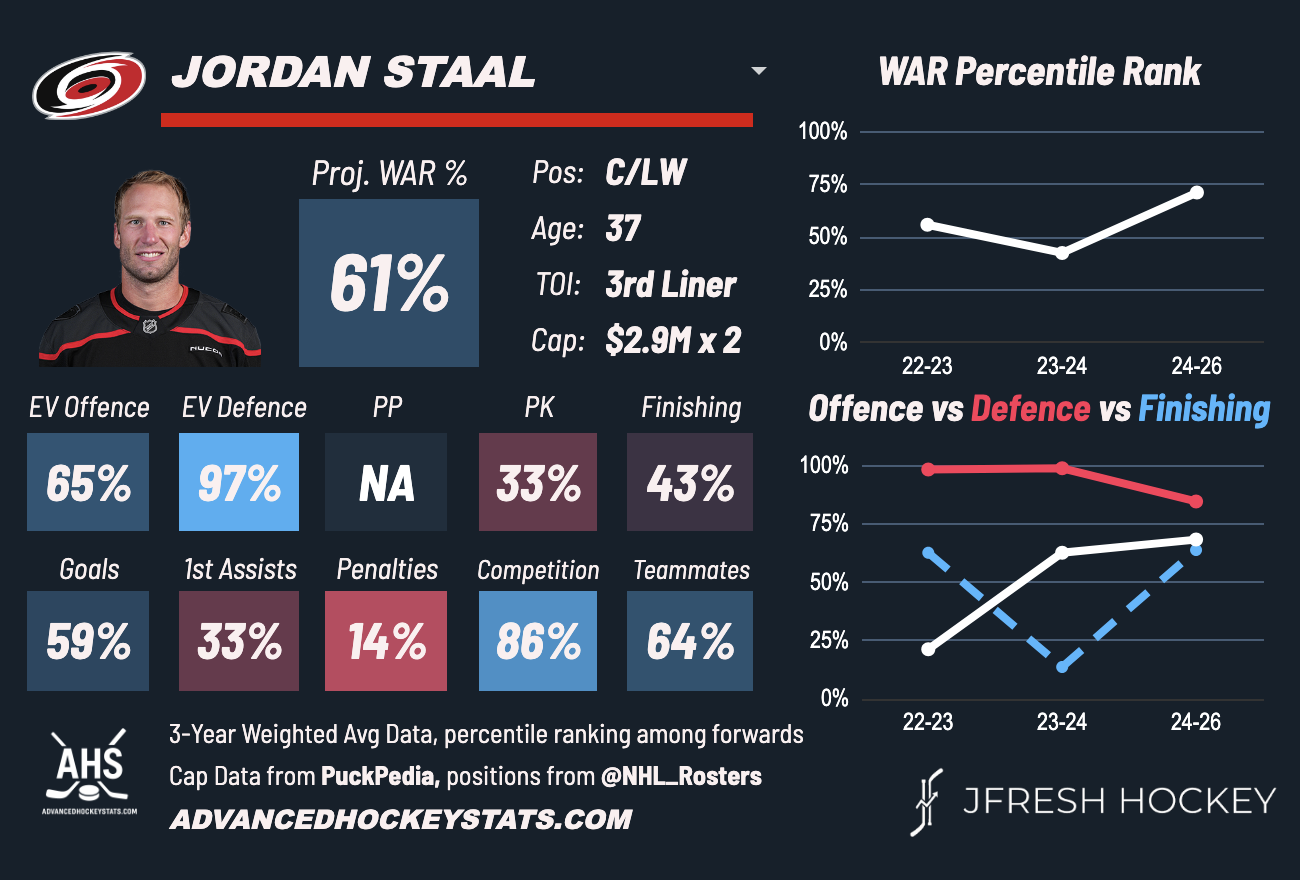 JORDAN STAAL
Proj. WAR %
61%
Pos: C/LW
Age: 37
TOI: 3rd Liner
Cap: $2.9M x 2
EV Offence EV Defence PP PK Finishing
65% 97% NA 33% 43%
Goals 1st Assists Penalties Competition Teammates
59% 33% 14% 86% 64%
WAR Percentile Rank
100%
75%
50%
25%
0%
22-23 23-24 24-26
Offence vs Defence vs Finishing
100%
75%
50%
25%
0%
22-23 23-24 24-26
AHS
ADVANCEDHOCKEYSTATS.COM
3-Year Weighted Avg Data, percentile ranking among forwards
Cap Data from PuckPedia, positions from @NHL_Rosters
ADVANCEDHOCKEYSTATS.COM
JFRESH HOCKEY